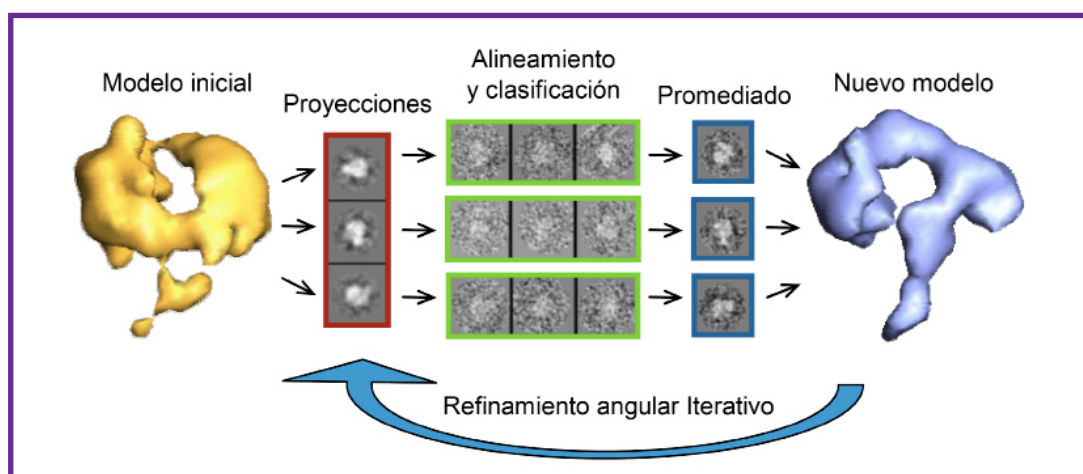 Modelo inicial
Proyecciones
Alineamiento
y clasificación
Promediado
Nuevo modelo
Refinamiento angular Iterativo